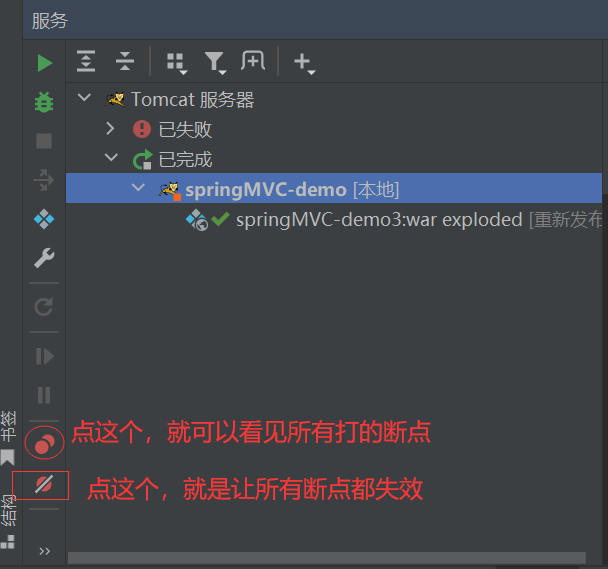 服务
Tomcat 服务器
已失败
已完成
springMVC-demo [本地]
springMVC-demo3:war exploded [重新发布
点这个，就可以看见所有打的断点
点这个，就是让所有断点都失效
书签
结构